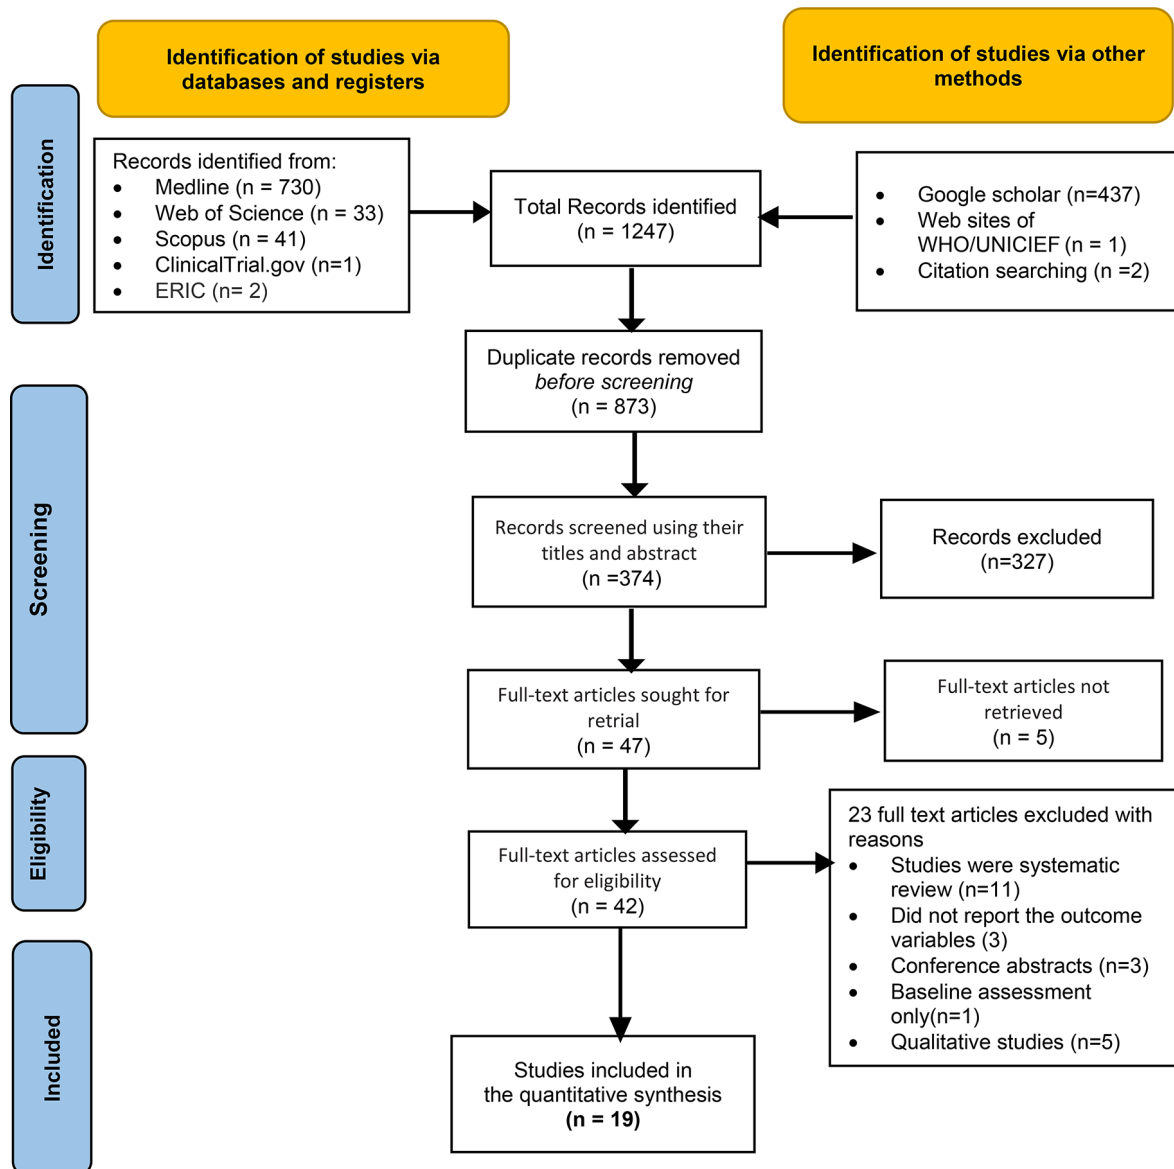 Identification of studies via
databases and registers
Identification of studies via other
methods
Identification
Records identified from:
• Medline (n = 730)
• Web of Science (n = 33)
• Scopus (n = 41)
• ClinicalTrial.gov (n=1)
• ERIC (n= 2)
Total Records identified
(n = 1247)
• Google scholar (n=437)
• Web sites of
WHO/UNICIEF (n = 1)
• Citation searching (n =2)
Duplicate records removed
before screening
(n = 873)
Screening
Records screened using their
titles and abstract
(n =374)
Records excluded
(n=327)
Full-text articles sought for
retrial
(n = 47)
Full-text articles not
retrieved
(n = 5)
Eligibility
Full-text articles assessed
for eligibility
(n = 42)
23 full text articles excluded with
reasons
• Studies were systematic
review (n=11)
• Did not report the outcome
variables (3)
• Conference abstracts (n=3)
• Baseline assessment
only(n=1)
• Qualitative studies (n=5)
Included
Studies included in
the quantitative synthesis
(n = 19)